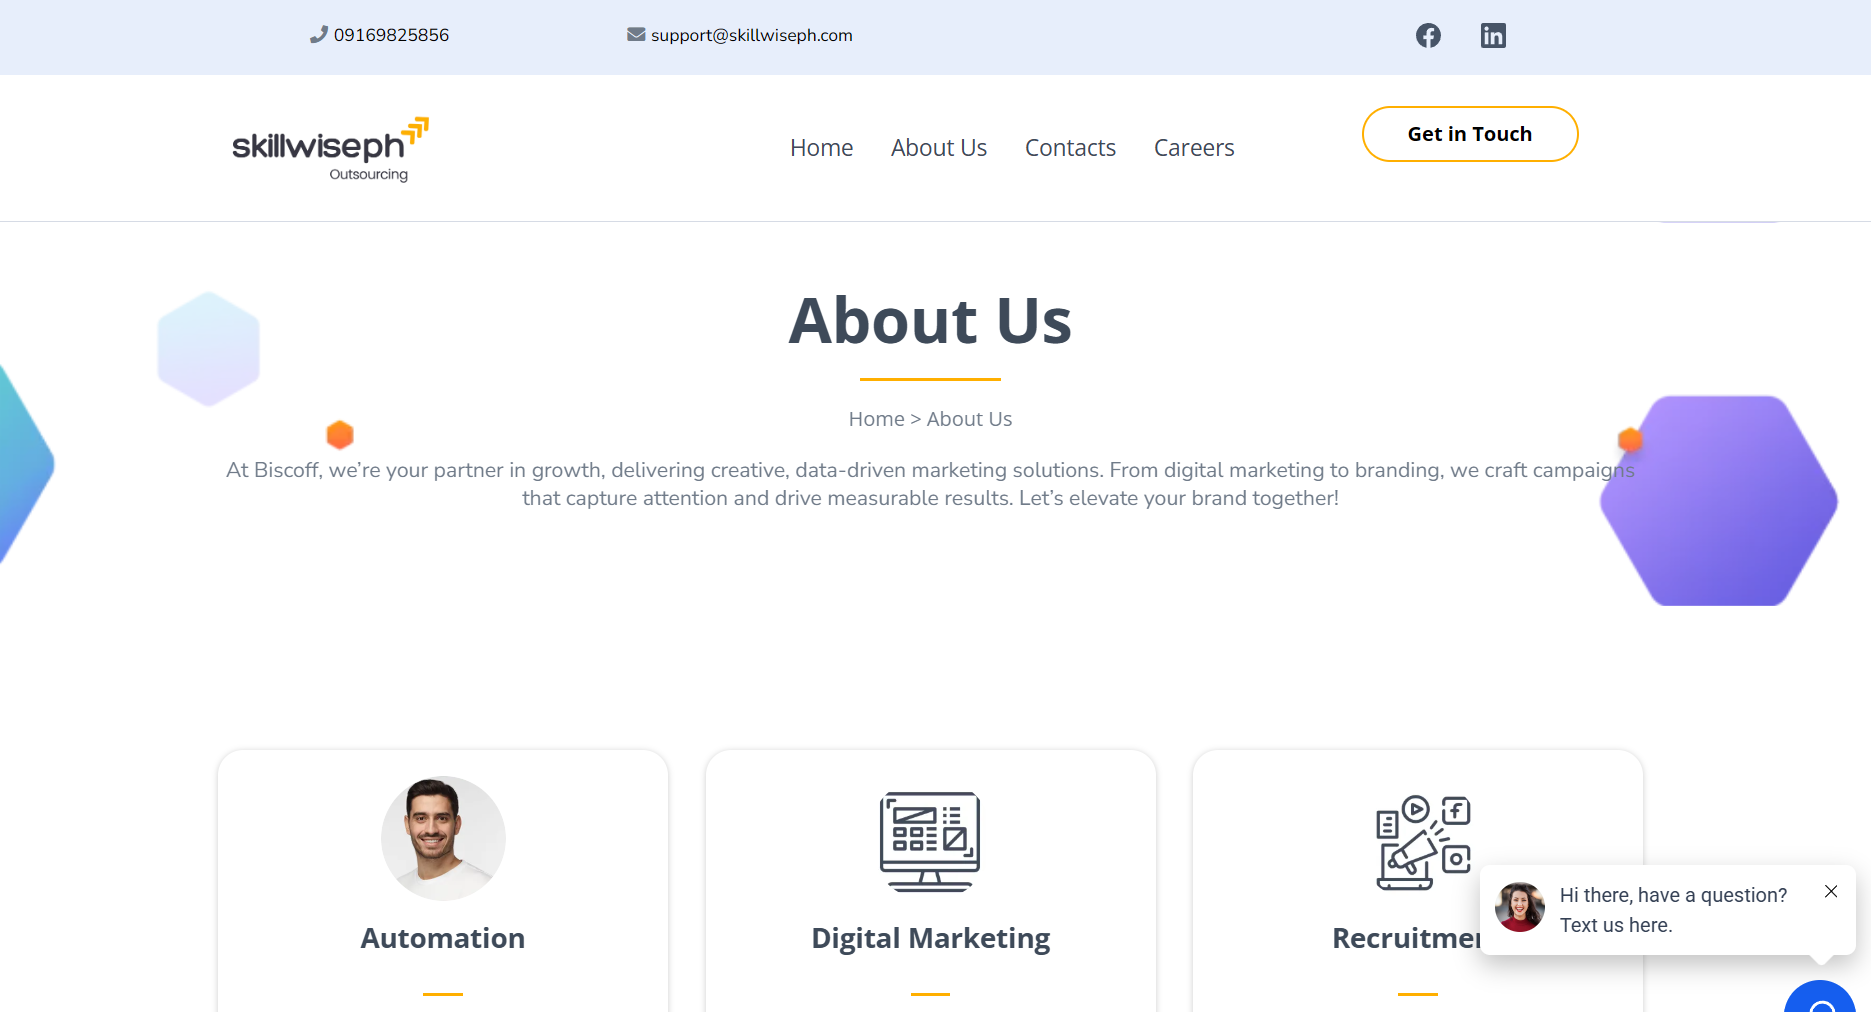 09169825856
support@skillwiseph.com
skillwiseph
Outsourcing
Home
About Us
Contacts
Careers
Get in Touch
About Us
Home > About Us
At Biscoff, we’re your partner in growth, delivering creative, data-driven marketing solutions. From digital marketing to branding, we craft campaigns
that capture attention and drive measurable results. Let’s elevate your brand together!
Automation
Digital Marketing
Hi there, have a question?
Text us here.